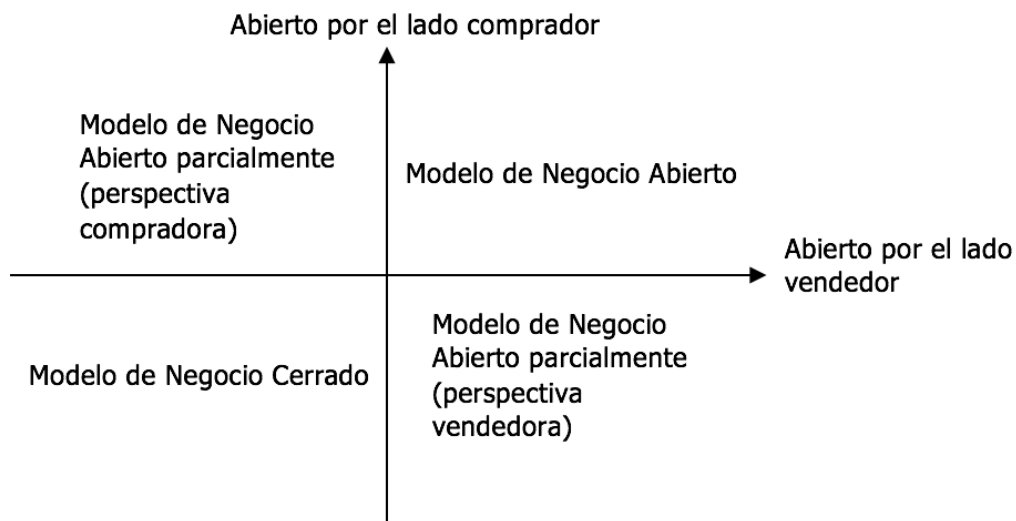 Abierto por el lado comprador
Modelo de Negocio
Abierto parcialmente
(perspectiva
compradora)
Modelo de Negocio Abierto
Abierto por el lado
vendedor
Modelo de Negocio Cerrado
Modelo de Negocio
Abierto parcialmente
(perspectiva
vendedora)